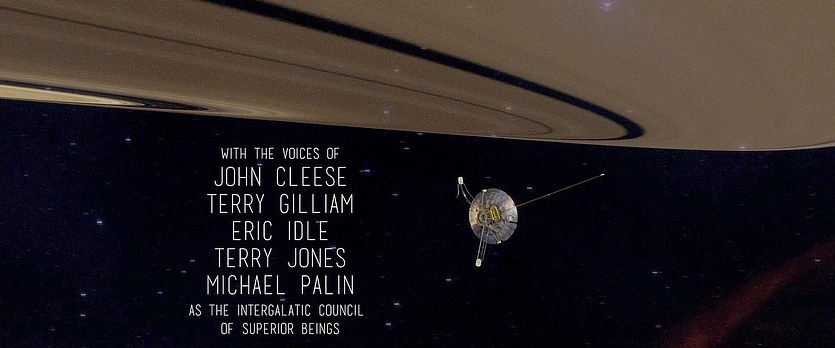 WITH THE VOICES OF
JOHN CLEESE
TERRY GILLIAM
ERIC IDLE
TERRY JONES
MICHAEL PALIN
AS THE INTERGALATIC COUNCIL
OF SUPERIOR BEINGS